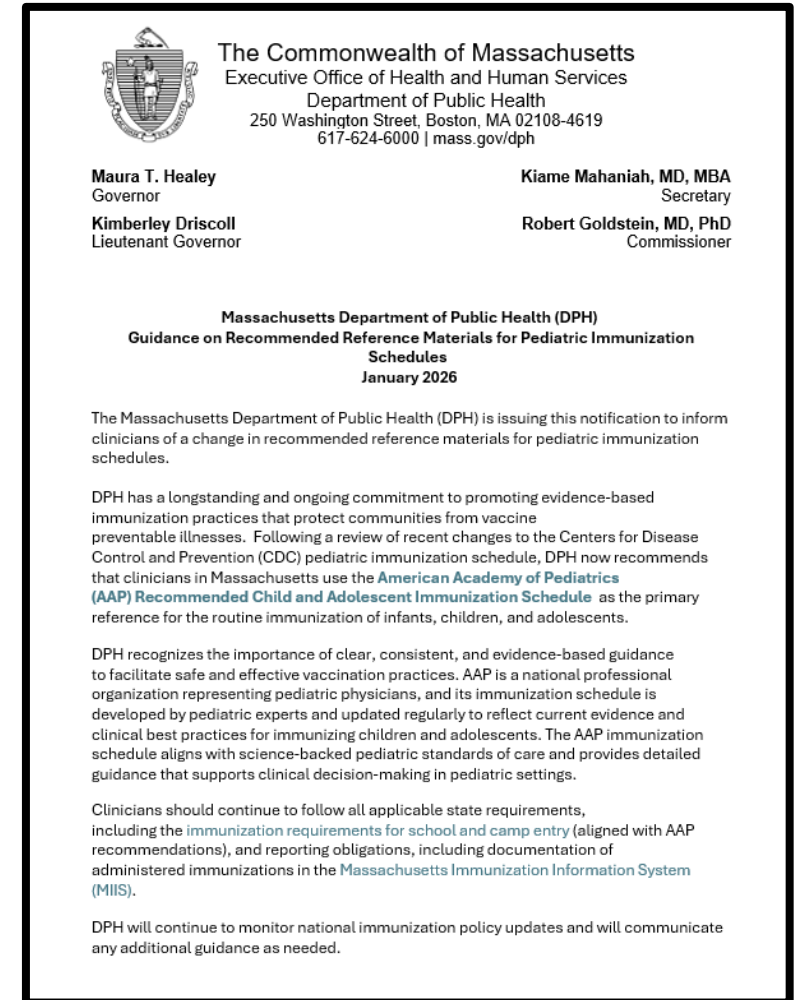 The Commonwealth of Massachusetts
Executive Office of Health and Human Services
Department of Public Health
250 Washington Street, Boston, MA 02108-4619
617-624-6000 | mass.gov/dph
Maura T. Healey
Governor
Kimberley Driscoll
Lieutenant Governor
Kiame Mahaniah, MD, MBA
Secretary
Robert Goldstein, MD, PhD
Commissioner
Massachusetts Department of Public Health (DPH)
Guidance on Recommended Reference Materials for Pediatric Immunization
Schedules
January 2026
The Massachusetts Department of Public Health (DPH) is issuing this notification to inform
clinicians of a change in recommended reference materials for pediatric immunization
schedules.
DPH has a longstanding and ongoing commitment to promoting evidence-based
immunization practices that protect communities from vaccine
preventable illnesses.  Following a review of recent changes to the Centers for Disease
Control and Prevention (CDC) pediatric immunization schedule, DPH now recommends
that clinicians in Massachusetts use the American Academy of Pediatrics
(AAP) Recommended Child and Adolescent Immunization Schedule  as the primary
reference for the routine immunization of infants, children, and adolescents.
DPH recognizes the importance of clear, consistent, and evidence-based guidance
to facilitate safe and effective vaccination practices. AAP is a national professional
organization representing pediatric physicians, and its immunization schedule is
developed by pediatric experts and updated regularly to reflect current evidence and
clinical best practices for immunizing children and adolescents. The AAP immunization
schedule aligns with science-backed pediatric standards of care and provides detailed
guidance that supports clinical decision-making in pediatric settings.
Clinicians should continue to follow all applicable state requirements,
including the immunization requirements for school and camp entry (aligned with AAP
recommendations), and reporting obligations, including documentation of
administered immunizations in the Massachusetts Immunization Information System
(MIIS).
DPH will continue to monitor national immunization policy updates and will communicate
any additional guidance as needed.